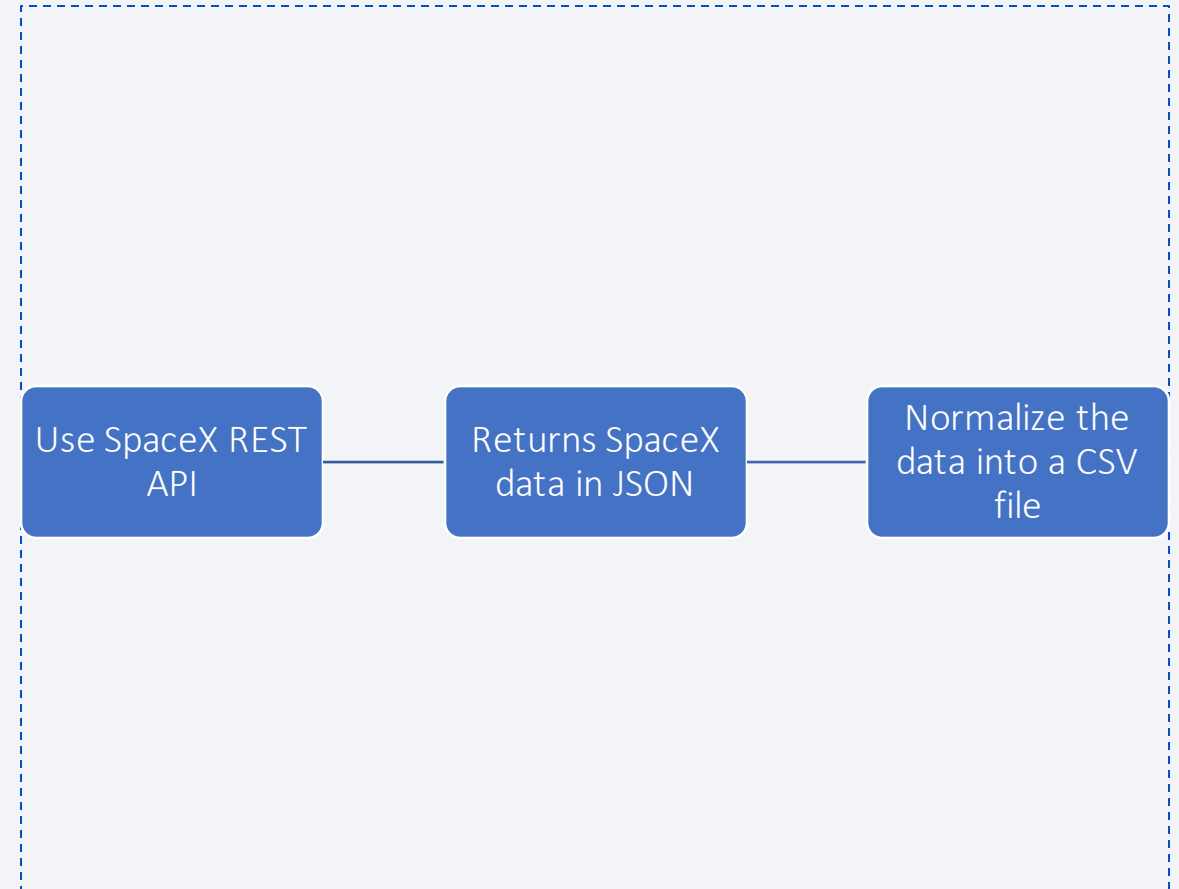 Use SpaceX REST
API
Returns SpaceX
data in JSON
Normalize the
data into a CSV
file